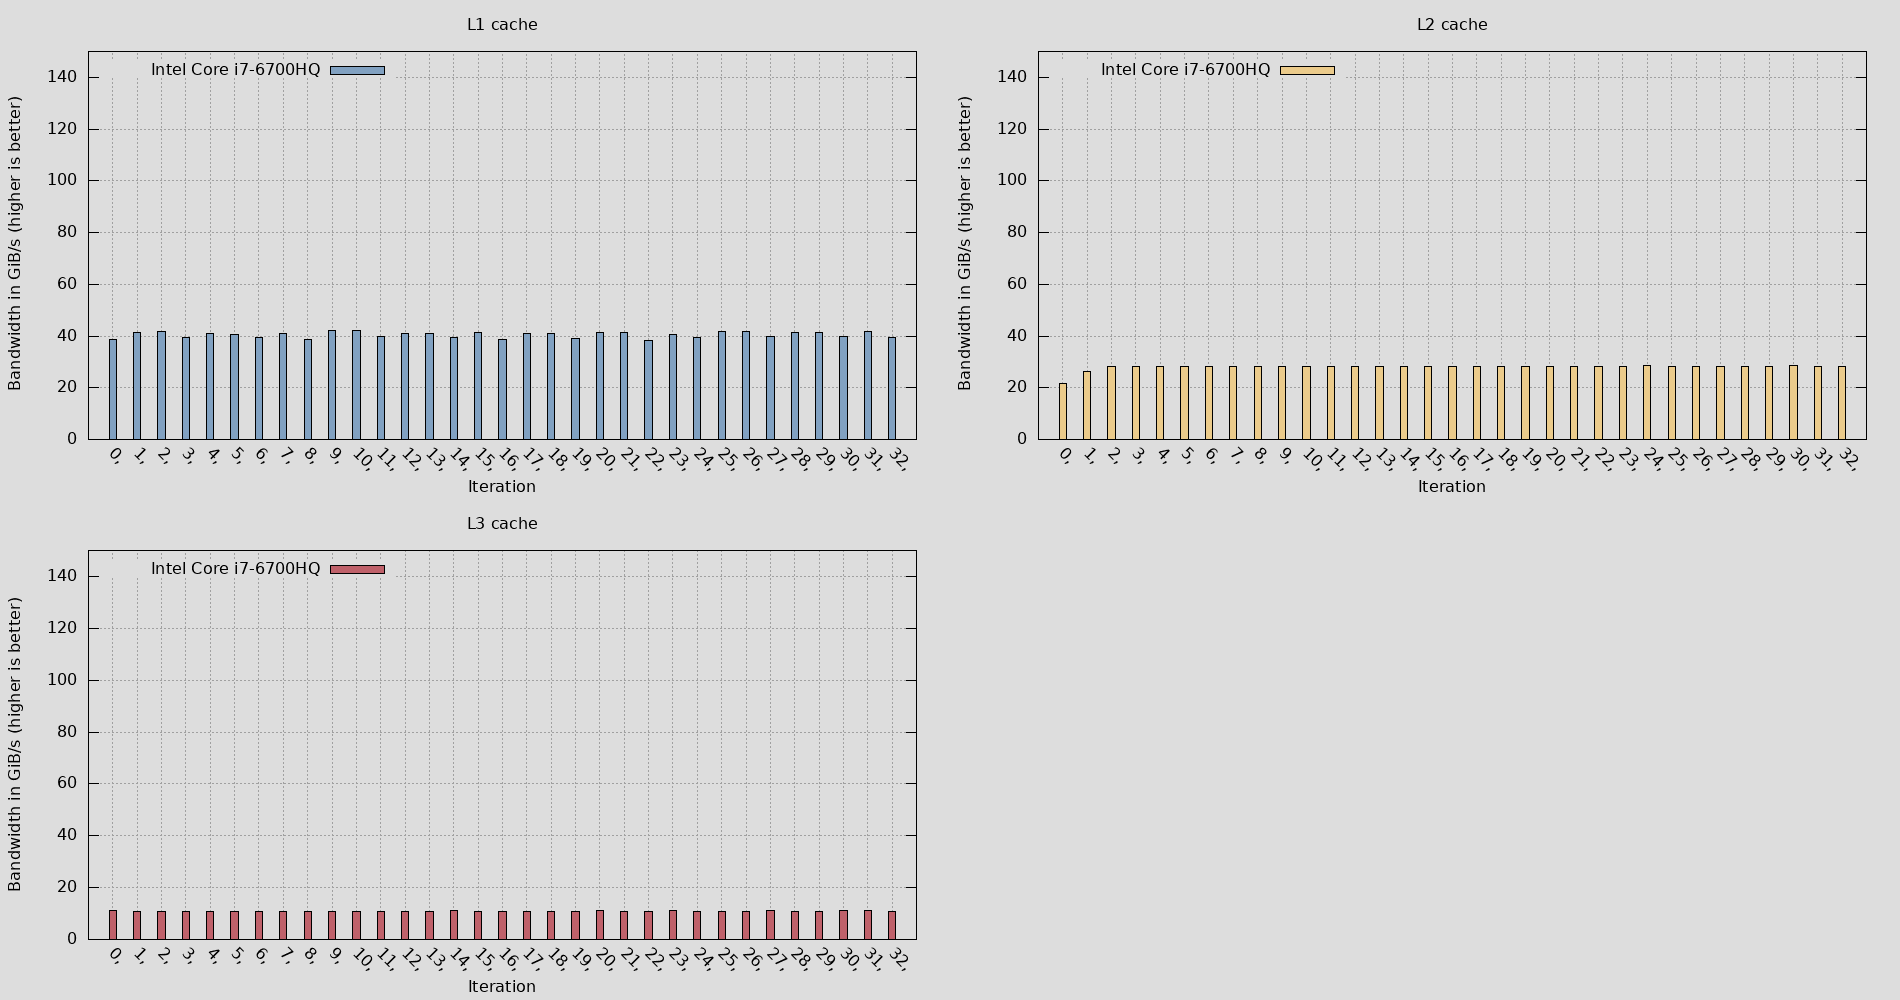 L1 cache
Intel Core i7-6700HQ
140
120
100
80
60
40
20
0
Bandwidth in GiB/s (higher is better)
0, 1, 2, 3, 4, 5, 6, 7, 8, 9, 10, 11, 12, 13, 14, 15, 16, 17, 18, 19, 20, 21, 22, 23, 24, 25, 26, 27, 28, 29, 30, 31, 32,
Iteration
L2 cache
Intel Core i7-6700HQ
140
120
100
80
60
40
20
0
Bandwidth in GiB/s (higher is better)
0, 1, 2, 3, 4, 5, 6, 7, 8, 9, 10, 11, 12, 13, 14, 15, 16, 17, 18, 19, 20, 21, 22, 23, 24, 25, 26, 27, 28, 29, 30, 31, 32,
Iteration
L3 cache
Intel Core i7-6700HQ
140
120
100
80
60
40
20
0
Bandwidth in GiB/s (higher is better)
0, 1, 2, 3, 4, 5, 6, 7, 8, 9, 10, 11, 12, 13, 14, 15, 16, 17, 18, 19, 20, 21, 22, 23, 24, 25, 26, 27, 28, 29, 30, 31, 32,
Iteration